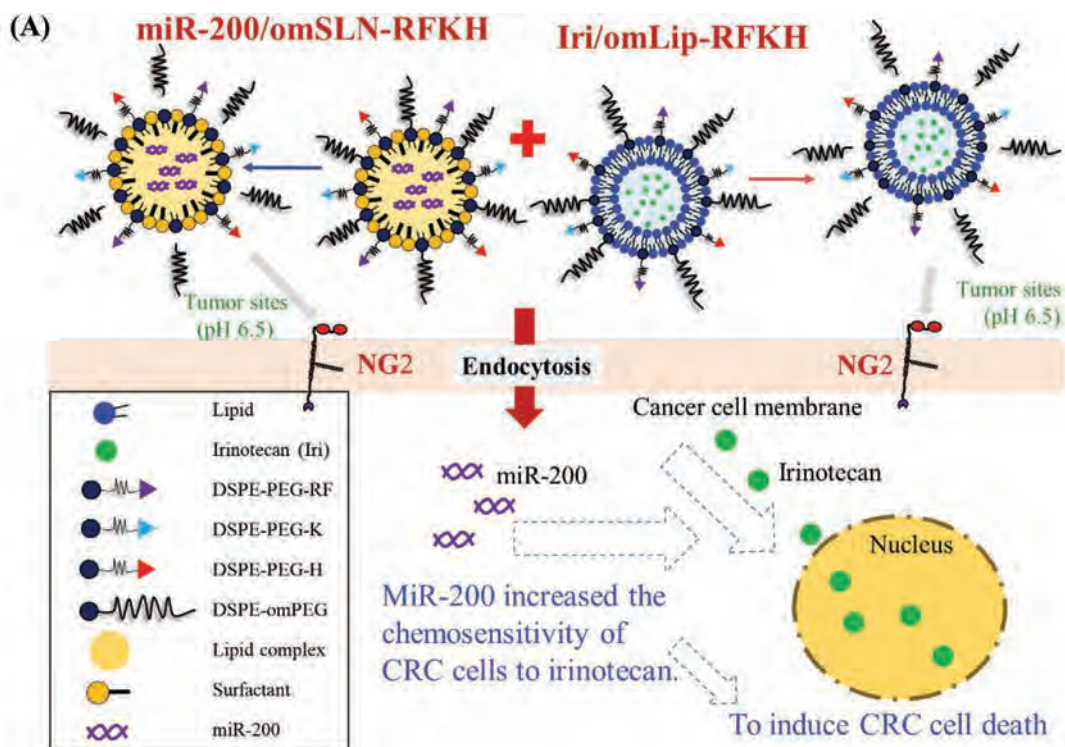 (A)
miR-200/omSLN-RFKH
Iri/omLip-RFKH
Tumor sites
(pH 6.5)
Tumor sites
(pH 6.5)
NG2
Endocytosis
NG2
Lipid
Irinotecan (Iri)
DSPE-PEG-RF
DSPE-PEG-K
DSPE-PEG-H
DSPE-omPEG
Lipid complex
Surfactant
miR-200
Cancer cell membrane
miR-200
Irinotecan
Nucleus
MiR-200 increased the
chemosensitivity of
CRC cells to irinotecan.
To induce CRC cell death